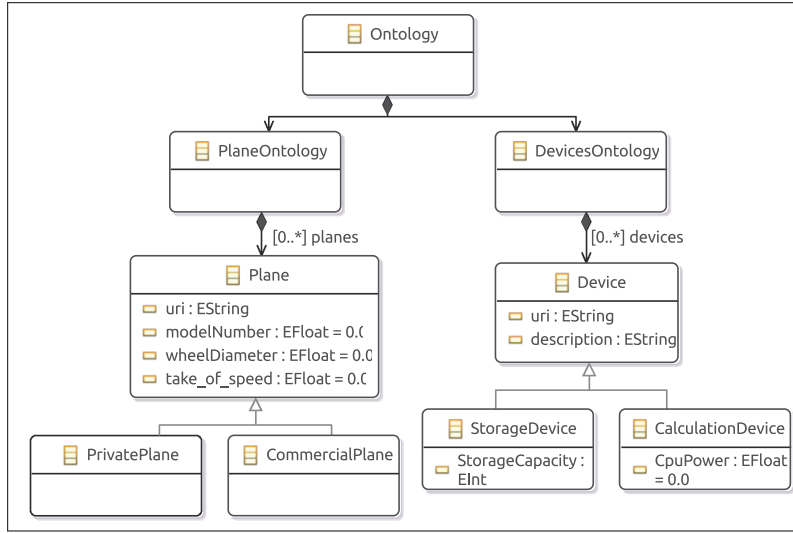 Ontology
PlaneOntology
DevicesOntology
[0..*] planes
[0..*] devices
Plane
uri : EString
modelNumber : EFloat = 0.0
wheelDiameter : EFloat = 0.0
take_of_speed : EFloat = 0.0
Device
uri : EString
description : EString
PrivatePlane
CommercialPlane
StorageDevice
StorageCapacity :
EInt
CalculationDevice
CpuPower : EFloat
= 0.0